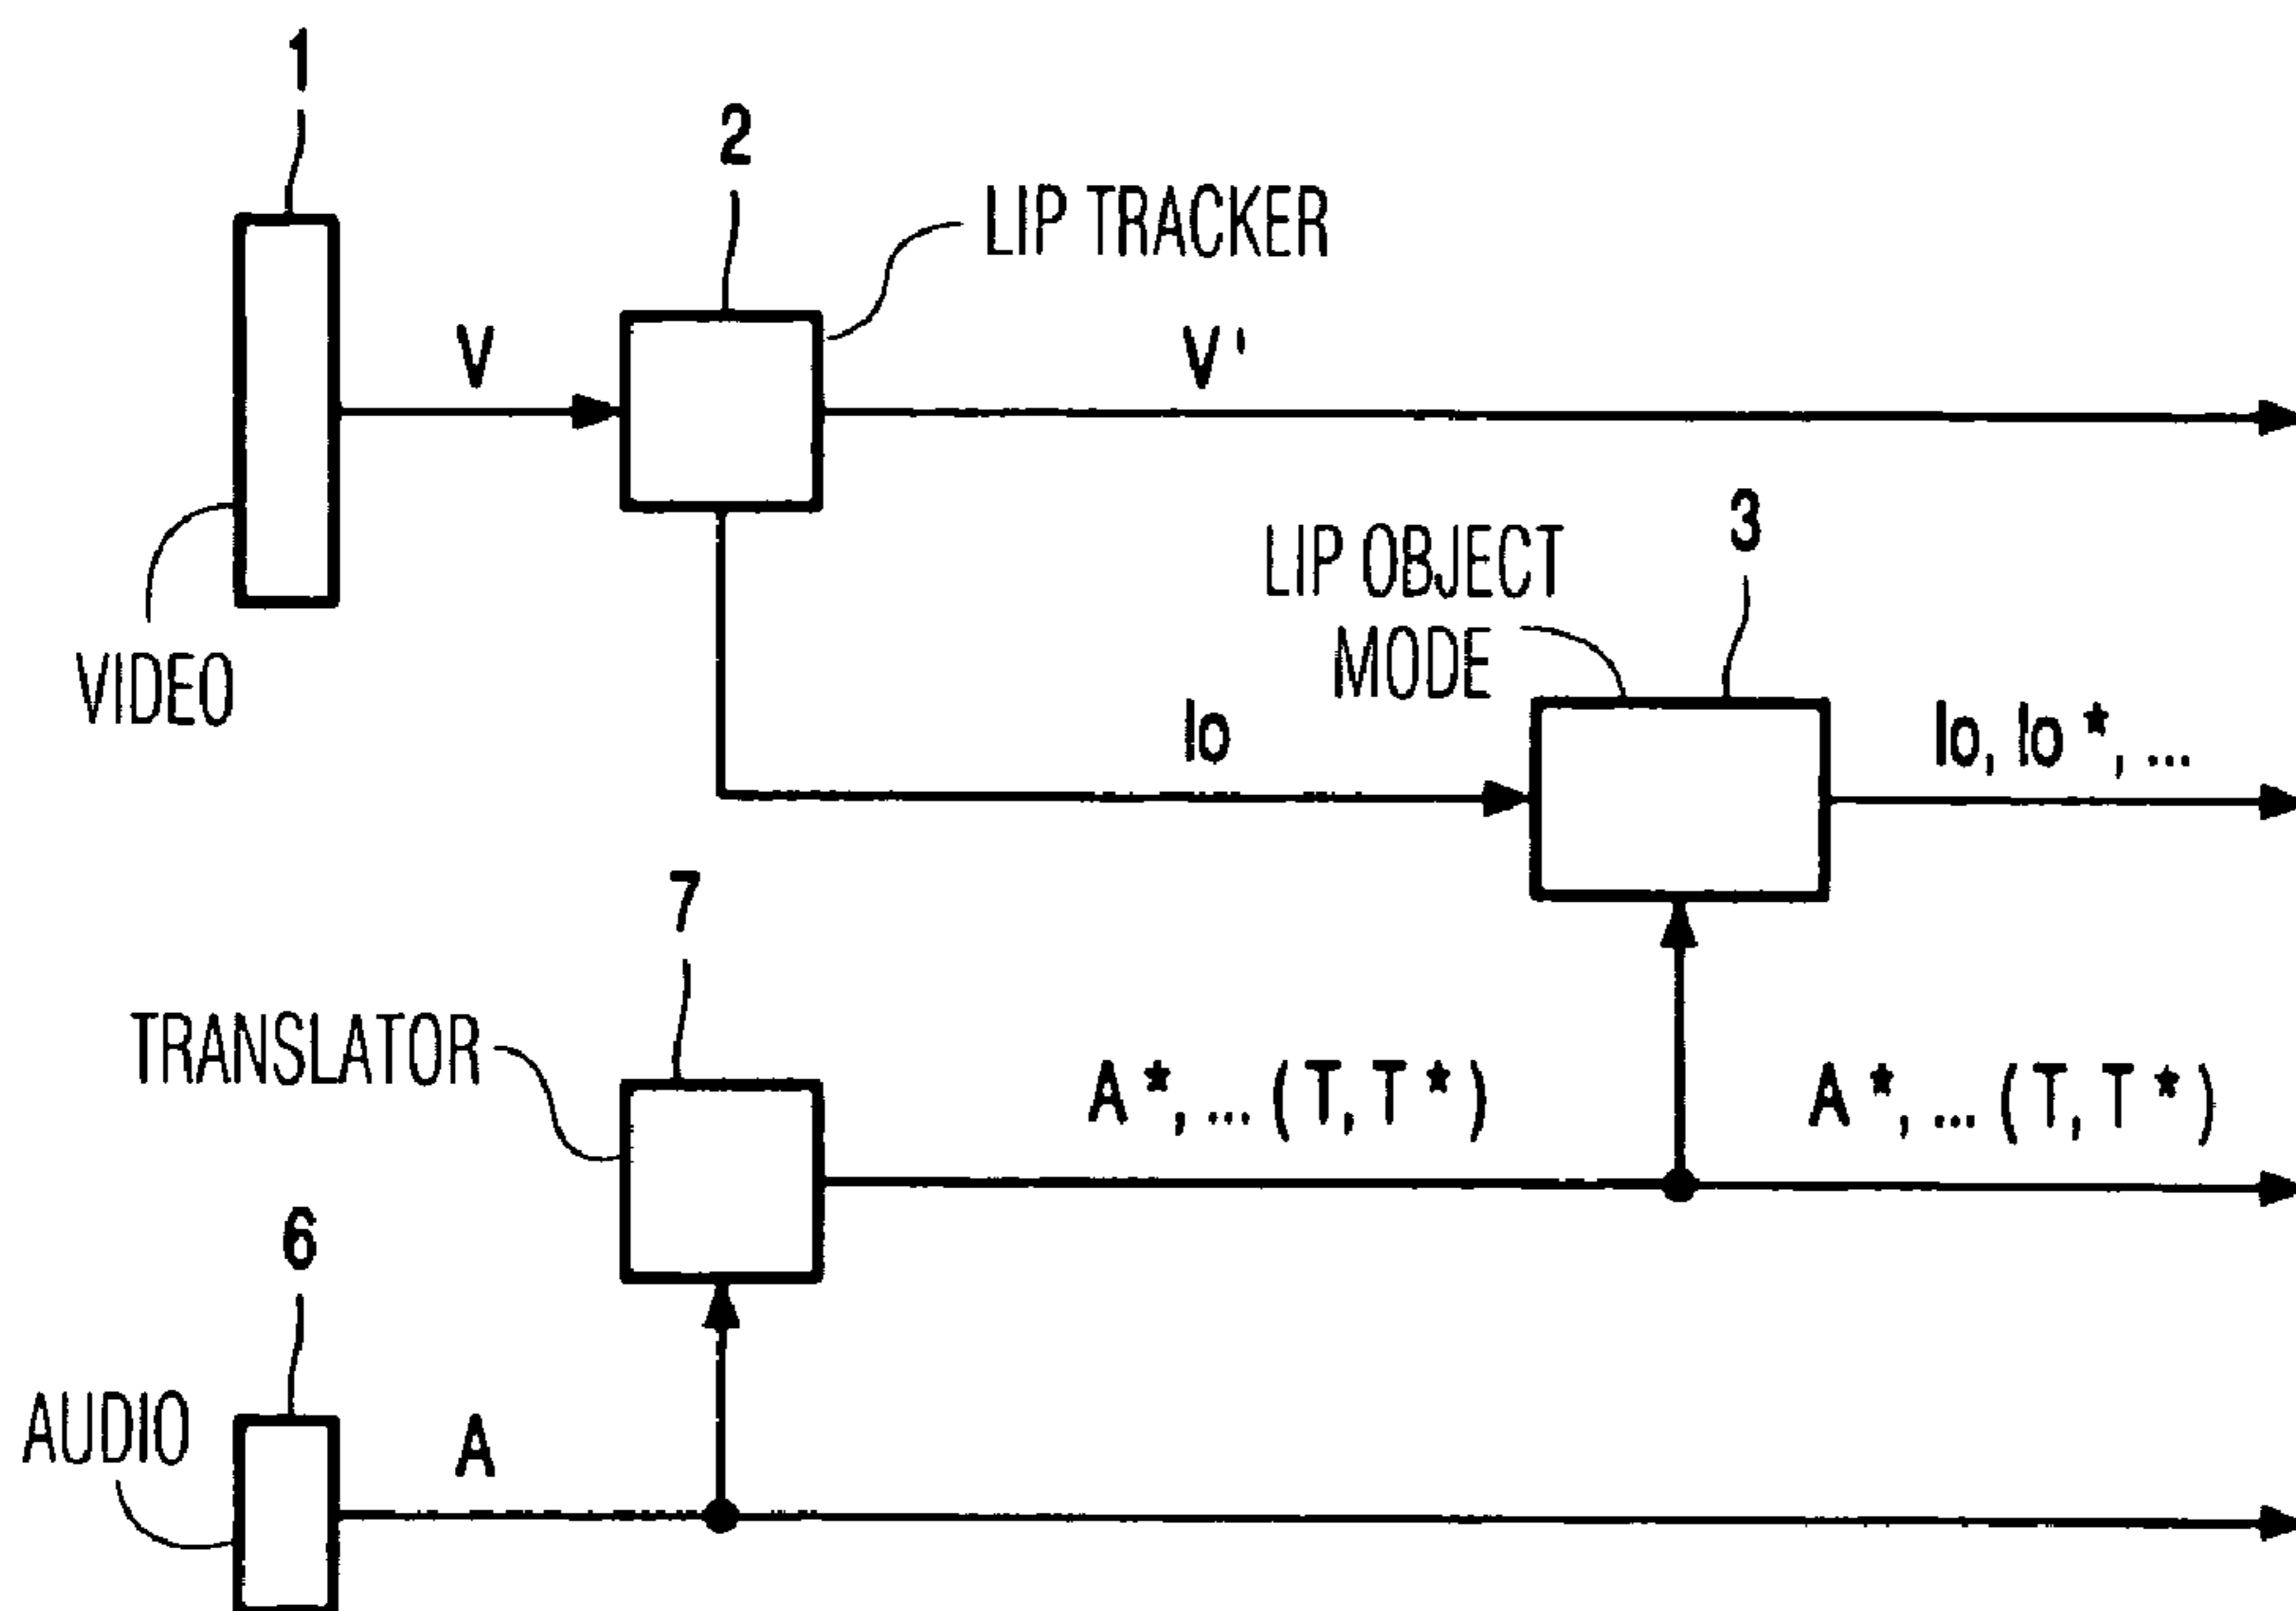 1
2
LIP TRACKER
V
V'
VIDEO
3
LIP OBJECT
MODE
lo
lo, lo*, ...
7
TRANSLATOR
A*, ... (T, T*)
A*, ... (T, T*)
6
AUDIO
A